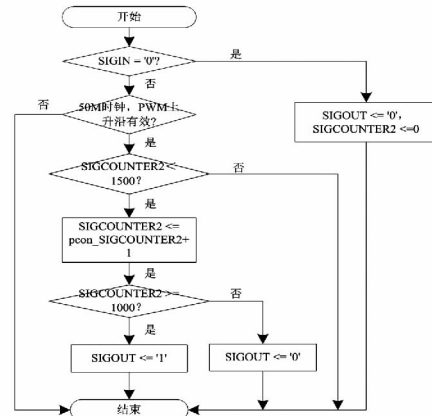 开始
SIGIN = '0'?
是
否
否
50M时钟, PWM上
升沿有效?
SIGOUT <= '0',
SIGCOUNTER2 <=0
是
SIGCOUNTER2<
1500?
否
是
SIGCOUNTER2 <=
pcon_SIGCOUNTER2+
1
是
SIGCOUNTER2>=
1000?
否
是
SIGOUT <= '1'
SIGOUT <= '0'
结束